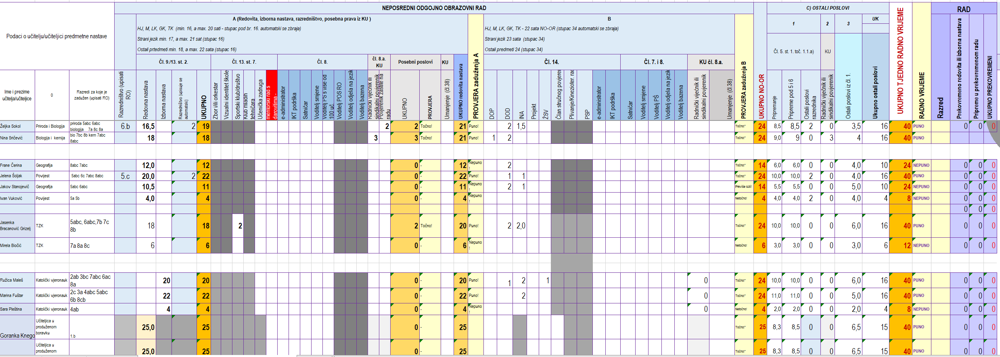 NEPOSREDNI ODGOJNO OBRAZOVNI RAD
C) OSTALI POSLOVI
UKUPNO TJEDNO RADNO VRIJEME
RADNO VRIJEME
RAD
Podaci o učitelju/učiteljici predmetne nastave
A (Redovita, izborna nastava, razredništvo, posebna prava iz KU )
HJ, M, LK, GK, TK (min. 16, a max. 20 sati - stupac pod br. 16. automatski se zbraja)
Strani jezik min. 17, a max. 21 sat (stupac 16)
Ostali prtedmeti min. 18, a max. 22 sata (stupac 16)
PROVJERA zaduženja A
B
HJ, M, LK, GK, TK - 22 sata NO-OR (stupac 34 automatski se zbraja)
Strani jezik 23 sata (stupac 34)
Ostali predmeti 24 (stupac 34)
PROVJERA zaduženja B
UKUPNO NO-OR
1 2 3 UK
Čl. 5. st. 1. toč. 1.1.a) KU
Čl. 9./13. st. 2. Čl. 13. st. 7. Čl. 8. čl. 8.a. KU Posebni poslovi KU
Čl. 14. Čl. 7. i 8. KU čl. 8.a.
Ime i prezime učitelja/učiteljice
0
Razredi za koje je zadužen (upisati RO)
Razredništvo (upisati RO)
Redovna nastava
Izborna nastava
Razredništvo (upisuje se automatski)
UKUPNO
Zbor i/ili orkestar
Vizualni identitet škole
Sportski klub/društvo
Klub mladih tehničara
Učenička zadruga
mentorski rad s darovitima -
e-administrator
IKT podrška
Satničar
Voditelj smjene
Voditelj PŠ s više od 100 uč.
Voditelj POS RO
Voditelj odjela na jezik
Voditelj bazena
Radnički vijećnik ili sindikalni povjerenik
Povjerenik zaštite na radu
UKUPNO
PROVJERA
Umanjenje (čl.38)
UKUPNO redovita nastava
DOP
DOD
INA
Projekt
ŽSV
Član stručnog povjeren
Plivanje/Kinezioter. rad
PSP
e-administrator
IKT podrška
Satničar
Voditelj smjene
Voditelj PŠ
Voditelj odjela na jezik
Voditelj bazena
Radnički vijećnik ili sindikalni povjerenik
Umanjenje (čl.38)
Pripremanje
Pripreme pod 5 i 6
Ostali poslovi razrednika
Radnički vijećnik ili sindikalni povjerenik
Ostali poslovi iz čl. 1.
Ukupno ostali poslovi
Razred
Prekovremeno redovita ili izborna nastava
Pripreme u prekovremenom radu
UKUPNO PREKOVREMENI
Željka Sokol Priroda i Biologija priroda 5abc 6abc biologija 7a 8c 8a 6.b 16,5 2 19 2 2 Točno! 21 Puno! 2 1,5 Točno!" 24 8,5 8,5 2 0 3,5 16 40 PUNO 0 0 0
Nina Sričević Biologija i kemija bio 7bc 8b kem 7abc 8abc 18 18 3 3 Točno! 21 Puno! 1 2 Točno!" 24 9,0 9 0 3 4 16 40 PUNO
Frane Čerina Geografija 8abc 7abc 12,0 12 0 - 12 Nepuno ! 2 Točno!" 14 6,0 6,0 0 0 4,0 10 24 NEPUNO 0 0 0
Jelena Šoljak Povijest 5abc 6c 7abc 8abc 5.c 20,0 2 22 0 - 22 Puno! 1 1 Točno!" 24 10,0 10,0 2 0 4,0 16 40 PUNO 0 0 0
Jakov Stanojevič Geografija 5abc 6abc 10,5 11 0 - 11 Nepuno ! 2 1 Previše sati! 14 5,5 5,5 0 0 5,0 10 24 NEPUNO 0 0 0
Ivan Vuković Povijest 5a 5b 4,0 4 0 - 4 Nepuno ! Netočno! 4 4,0 4,0 2 0 4,0 4 8 NEPUNO 0 0 0
0 0 0
Jasenka Bracanović Grizelj TZK 5abc, 6abc,7b 7c 8b 18 18 2 2 Točno! 20 Puno! 2 2,0 Točno!" 24 10,0 10,0 0 0 6,0 16 40 PUNO 0 0 0
Mirela Biočić TZK 7a 8a 8c 6 6 0 - 6 Nepuno ! Netočno! 6 3,0 3,0 0 0 3,0 6 12 NEPUNO 0 0 0
Ružica Maleš Katolički vjeronauk 2ab 3bc 7abc 6ac 8a 20 20 0 - 20 Puno! 1 2 1 0 Točno!" 24 10,0 10,0 0 0 6,0 16 40 PUNO 0 0 0
Marina Fuštar Katolički vjeronauk 2c 3a 4abc 5abc 6b 8cb 22 22 0 - 22 Puno! 2 0 Točno!" 24 11,0 11,0 0 0 5,0 16 40 PUNO 0 0 0
Sara Pleština Katolički vjeronauk 4ab 4 4 0 - 4 Nepuno ! 0 Netočno! 4 2,0 2,0 0 0 2,0 4 8 NEPUNO 0 0 0
Goranka Knego Učiteljica u produženom boravku 1.b 25,0 25 0 - 25 Točno!" 25 8,3 8,5 0 0 6,5 15 40 PUNO 0 0 0
Učiteljica u produženom 25,0 25 0 - 25 Točno!" 25 8,3 8,5 0 0 6,5 15 40 PUNO 0 0 0